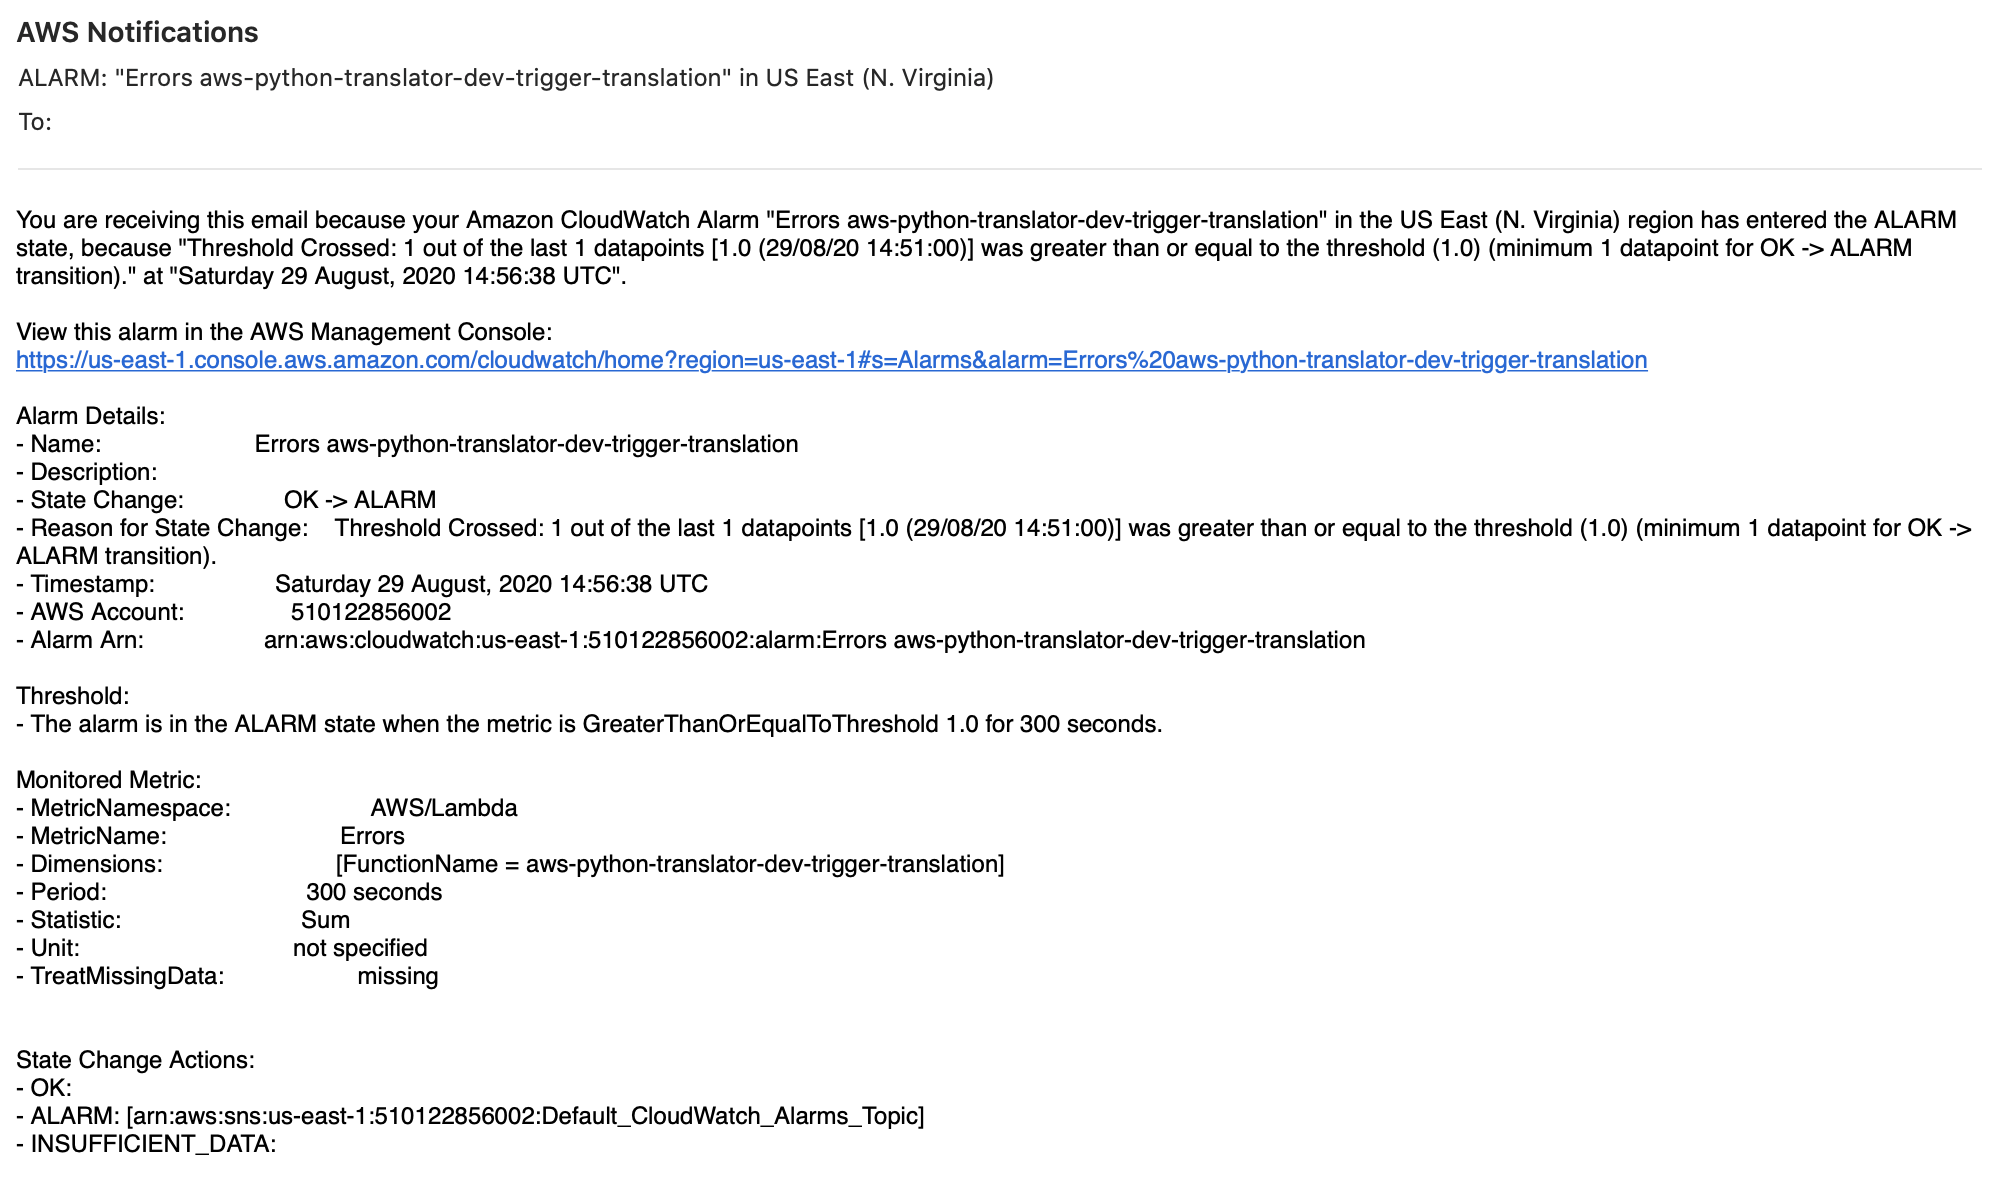 AWS Notifications
ALARM: "Errors aws-python-translator-dev-trigger-translation" in US East (N. Virginia)
To:
You are receiving this email because your Amazon CloudWatch Alarm "Errors aws-python-translator-dev-trigger-translation" in the US East (N. Virginia) region has entered the ALARM
state, because "Threshold Crossed: 1 out of the last 1 datapoints [1.0 (29/08/20 14:51:00)] was greater than or equal to the threshold (1.0) (minimum 1 datapoint for OK -> ALARM
transition)." at "Saturday 29 August, 2020 14:56:38 UTC".
View this alarm in the AWS Management Console:
https://us-east-1.console.aws.amazon.com/cloudwatch/home?region=us-east-1#s=Alarms&alarm=Errors%20aws-python-translator-dev-trigger-translation
Alarm Details:
- Name: Errors aws-python-translator-dev-trigger-translation
- Description:
- State Change: OK -> ALARM
- Reason for State Change: Threshold Crossed: 1 out of the last 1 datapoints [1.0 (29/08/20 14:51:00)] was greater than or equal to the threshold (1.0) (minimum 1 datapoint for OK ->
ALARM transition).
- Timestamp: Saturday 29 August, 2020 14:56:38 UTC
- AWS Account: 510122856002
- Alarm Arn: arn:aws:cloudwatch:us-east-1:510122856002:alarm:Errors aws-python-translator-dev-trigger-translation
Threshold:
- The alarm is in the ALARM state when the metric is GreaterThanOrEqualToThreshold 1.0 for 300 seconds.
Monitored Metric:
- MetricNamespace: AWS/Lambda
- MetricName: Errors
- Dimensions: [FunctionName = aws-python-translator-dev-trigger-translation]
- Period: 300 seconds
- Statistic: Sum
- Unit: not specified
- TreatMissingData: missing
State Change Actions:
- OK:
- ALARM: [arn:aws:sns:us-east-1:510122856002:Default_CloudWatch_Alarms_Topic]
- INSUFFICIENT_DATA: